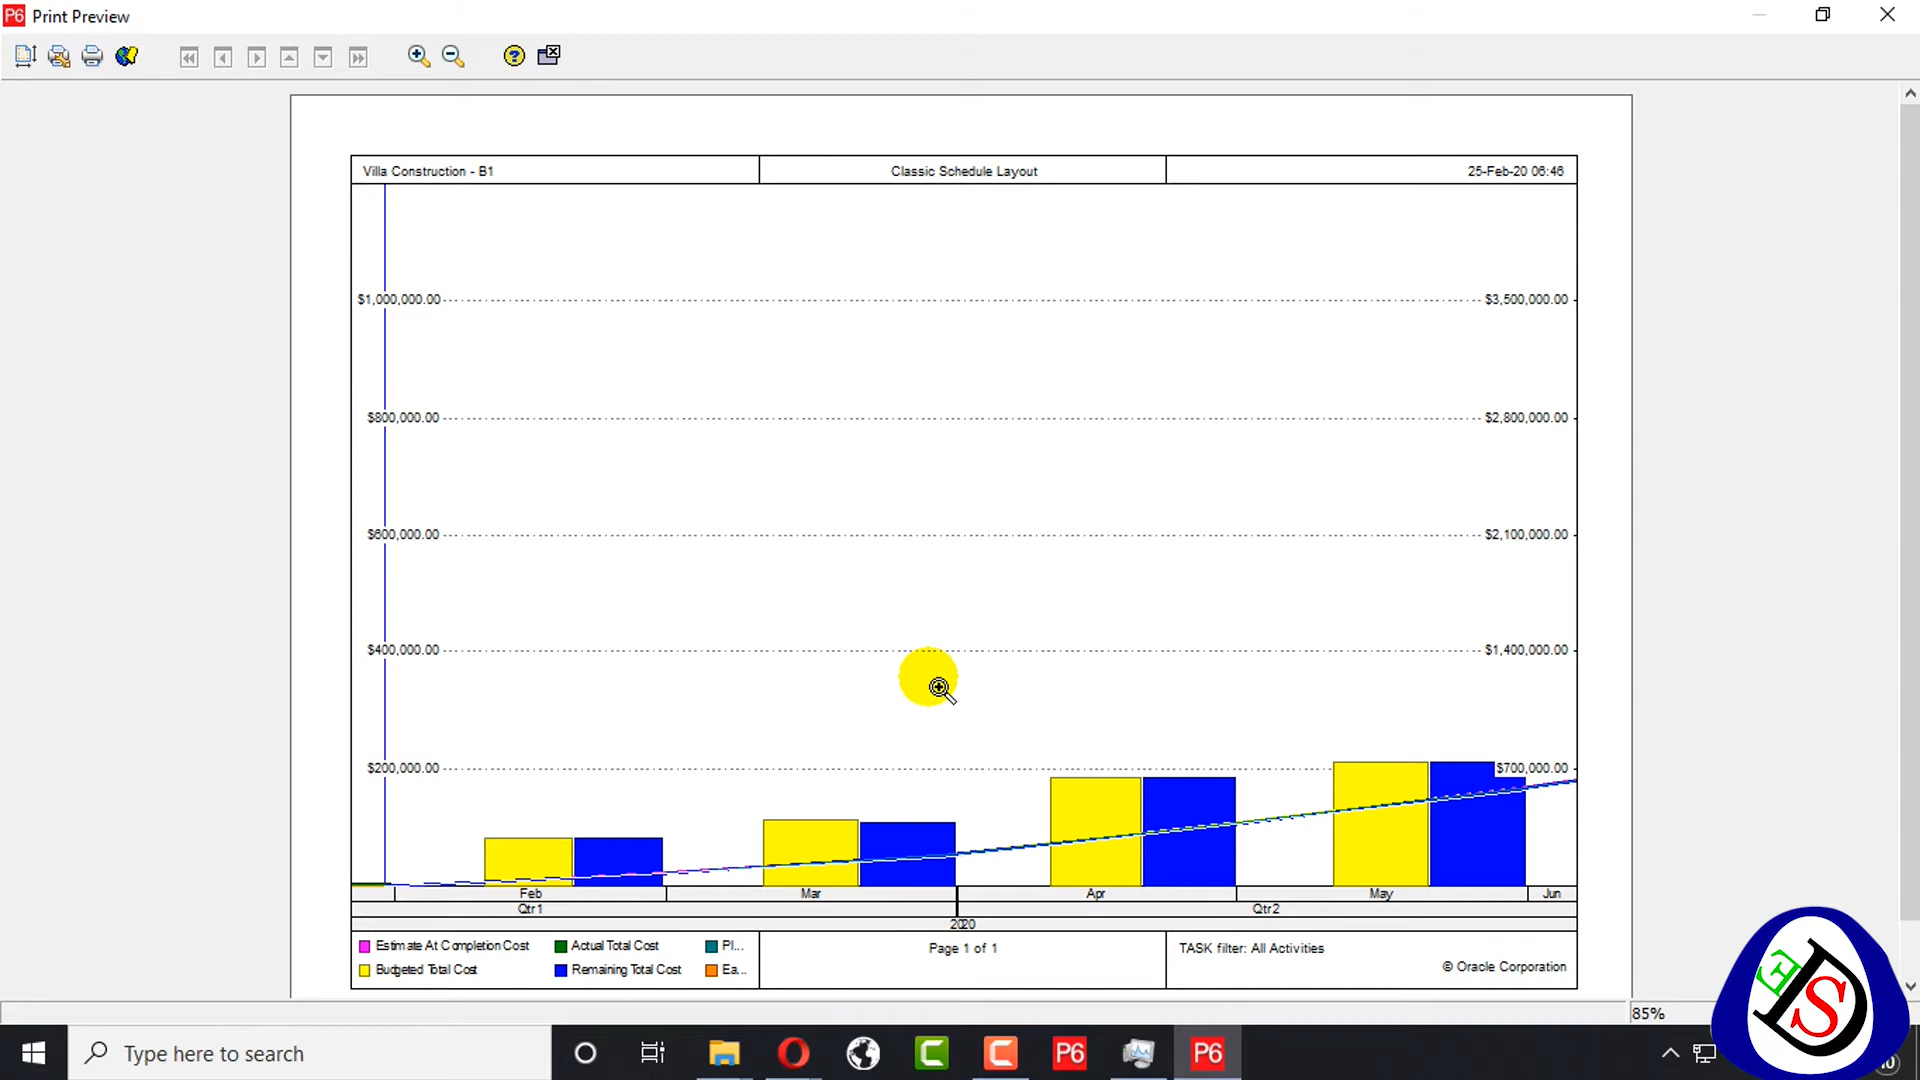 P6 Print Preview
Villa Construction - B1
Classic Schedule Layout
25-Feb-20 06:46
$1,000,000.00
$3,500,000.00
$800,000.00
$2,800,000.00
$600,000.00
$2,100,000.00
$400,000.00
$1,400,000.00
$200,000.00
$700,000.00
Feb Mar Apr May Jun
Qtr1 Qtr2
2020
Estimate At Completion Cost Actual Total Cost Pl...
Budgeted Total Cost Remaining Total Cost Ea...
Page 1 of 1
TASK filter: All Activities
© Oracle Corporation
85%
Type here to search
P6
P6
E D S